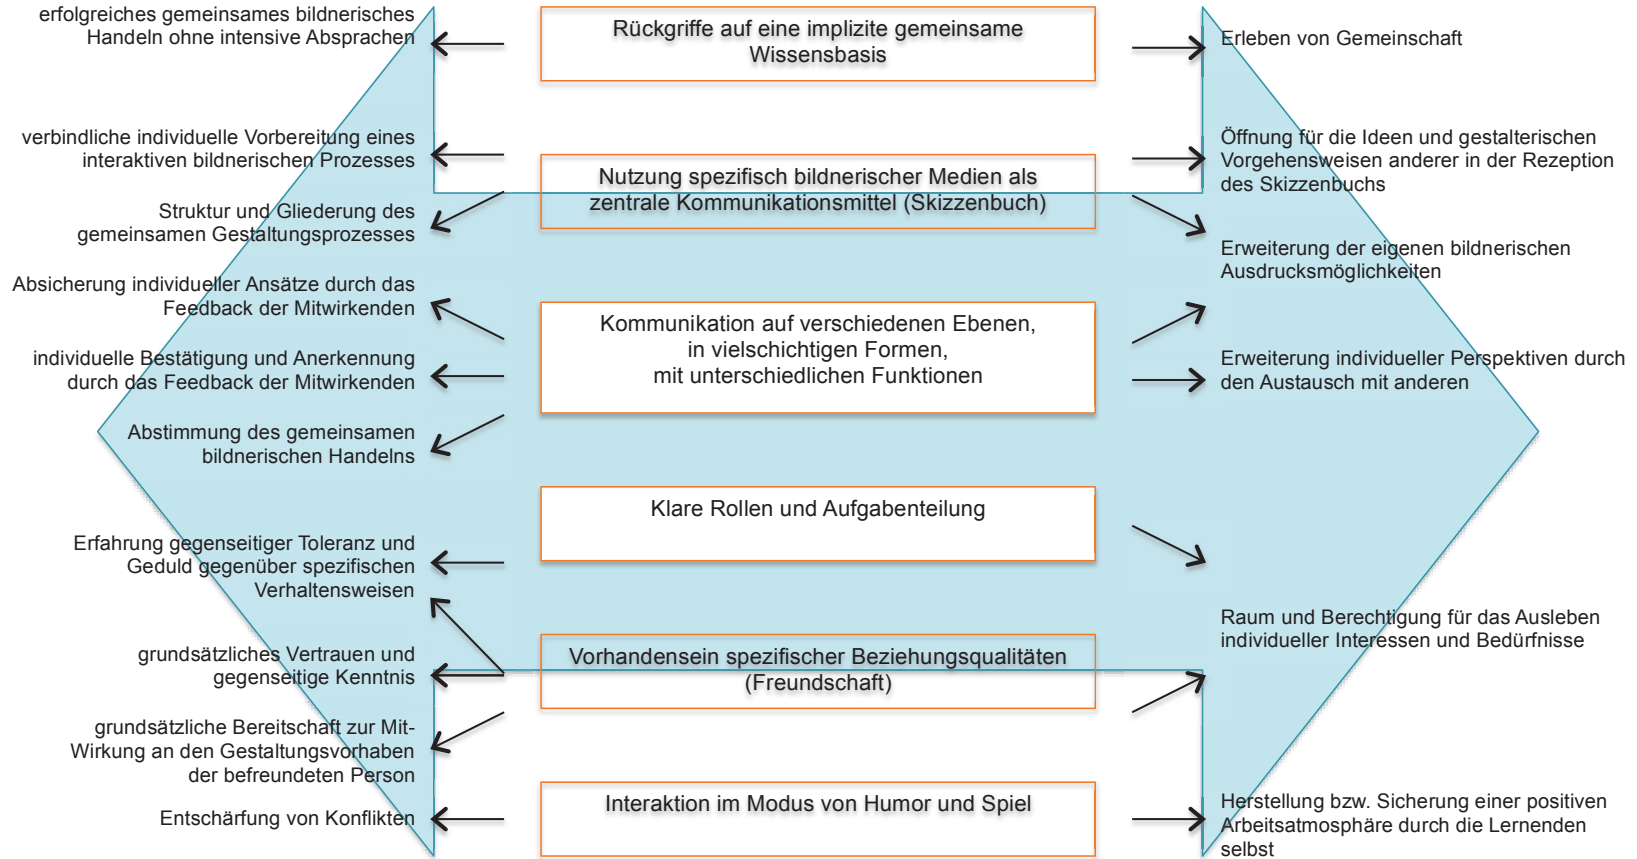 erfolgreiches gemeinsames bildnerisches
Handeln ohne intensive Absprachen
verbindliche individuelle Vorbereitung eines
interaktiven bildnerischen Prozesses
Struktur und Gliederung des
gemeinsamen Gestaltungsprozesses
Absicherung individueller Ansätze durch das
Feedback der Mitwirkenden
individuelle Bestätigung und Anerkennung
durch das Feedback der Mitwirkenden
Abstimmung des gemeinsamen
bildnerischen Handelns
Erfahrung gegenseitiger Toleranz und
Geduld gegenüber spezifischen
Verhaltensweisen
grundsätzliches Vertrauen und
gegenseitige Kenntnis
grundsätzliche Bereitschaft zur Mit-
Wirkung an den Gestaltungsvorhaben
der befreundeten Person
Entschärfung von Konflikten
Rückgriffe auf eine implizite gemeinsame
Wissensbasis
Nutzung spezifisch bildnerischer Medien als
zentrale Kommunikationsmittel (Skizzenbuch)
Kommunikation auf verschiedenen Ebenen,
in vielschichtigen Formen,
mit unterschiedlichen Funktionen
Klare Rollen und Aufgabenteilung
Vorhandensein spezifischer Beziehungsqualitäten
(Freundschaft)
Interaktion im Modus von Humor und Spiel
Erleben von Gemeinschaft
Öffnung für die Ideen und gestalterischen
Vorgehensweisen anderer in der Rezeption
des Skizzenbuchs
Erweiterung der eigenen bildnerischen
Ausdrucksmöglichkeiten
Erweiterung individueller Perspektiven durch
den Austausch mit anderen
Raum und Berechtigung für das Ausleben
individueller Interessen und Bedürfnisse
Herstellung bzw. Sicherung einer positiven
Arbeitsatmosphäre durch die Lernenden
selbst